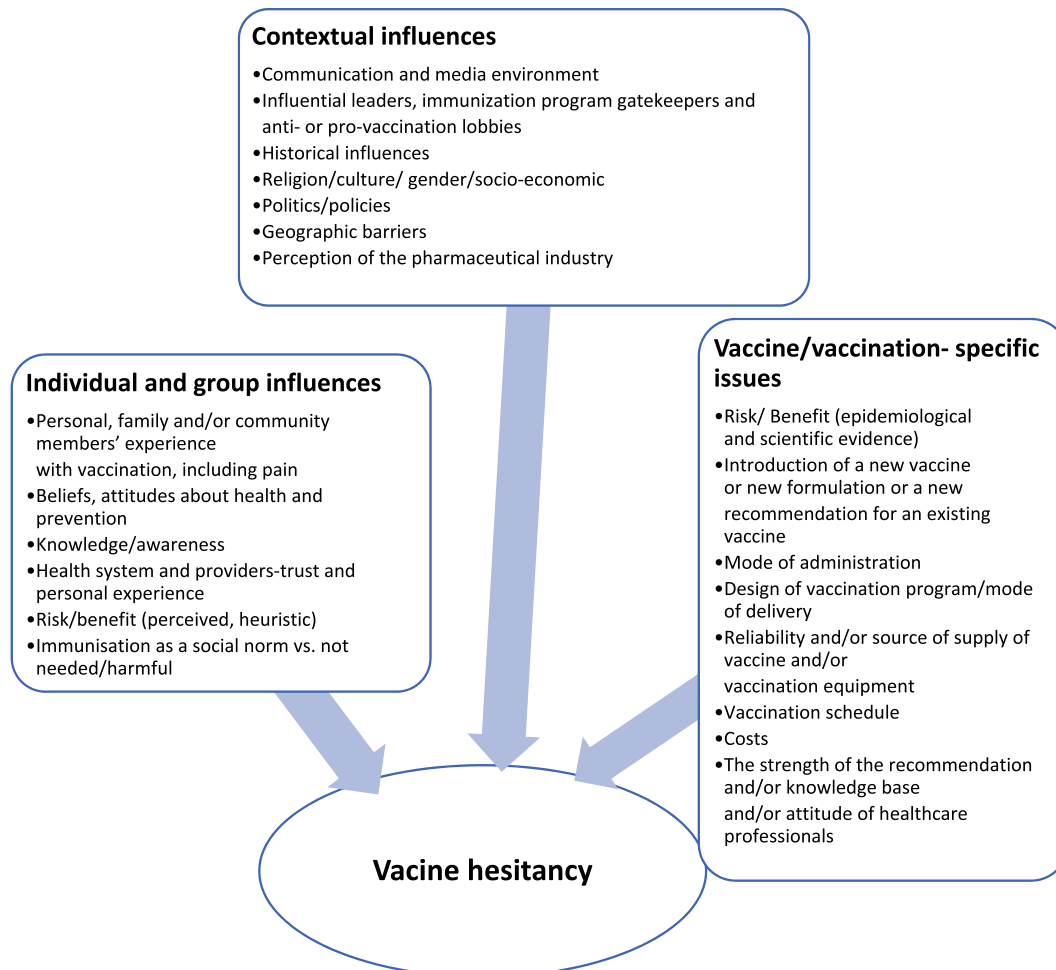 Contextual influences
•Communication and media environment
•Influential leaders, immunization program gatekeepers and
anti- or pro-vaccination lobbies
•Historical influences
•Religion/culture/ gender/socio-economic
•Politics/policies
•Geographic barriers
•Perception of the pharmaceutical industry
Individual and group influences
•Personal, family and/or community
members’ experience
with vaccination, including pain
•Beliefs, attitudes about health and
prevention
•Knowledge/awareness
•Health system and providers-trust and
personal experience
•Risk/benefit (perceived, heuristic)
•Immunisation as a social norm vs. not
needed/harmful
Vaccine/vaccination- specific
issues
•Risk/ Benefit (epidemiological
and scientific evidence)
•Introduction of a new vaccine
or new formulation or a new
recommendation for an existing
vaccine
•Mode of administration
•Design of vaccination program/mode
of delivery
•Reliability and/or source of supply of
vaccine and/or
vaccination equipment
•Vaccination schedule
•Costs
•The strength of the recommendation
and/or knowledge base
and/or attitude of healthcare
professionals
Vacine hesitancy